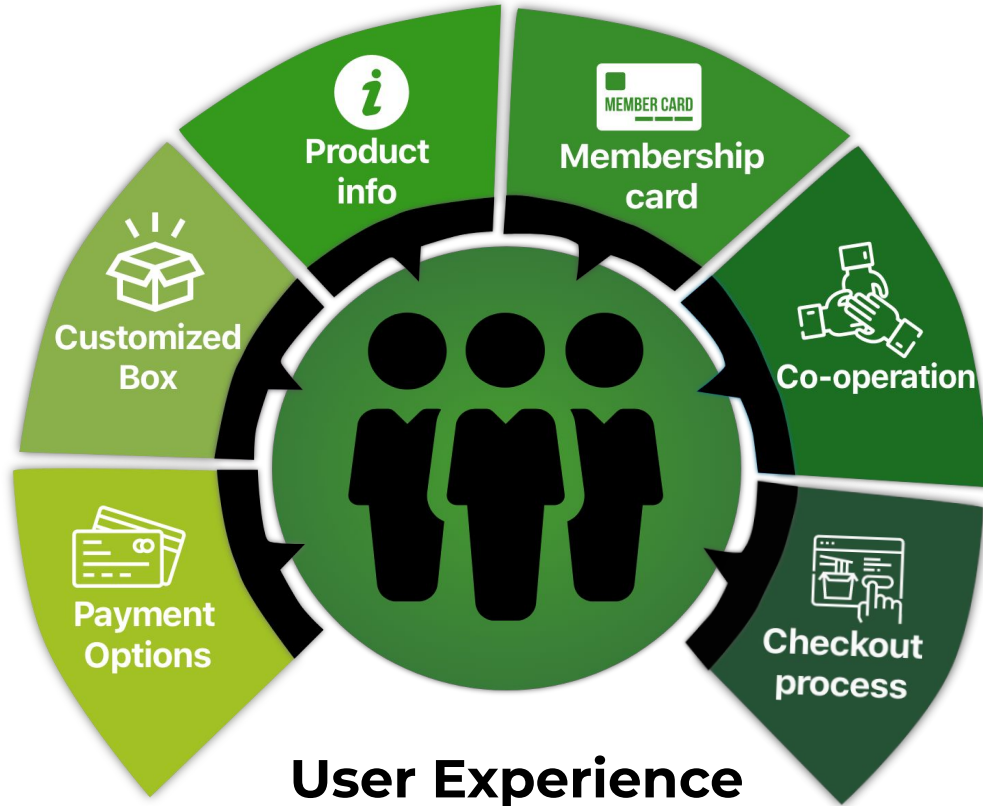 i
Product
info
MEMBER CARD
Membership
card
Customized
Box
Co-operation
Payment
Options
Checkout
process
User Experience